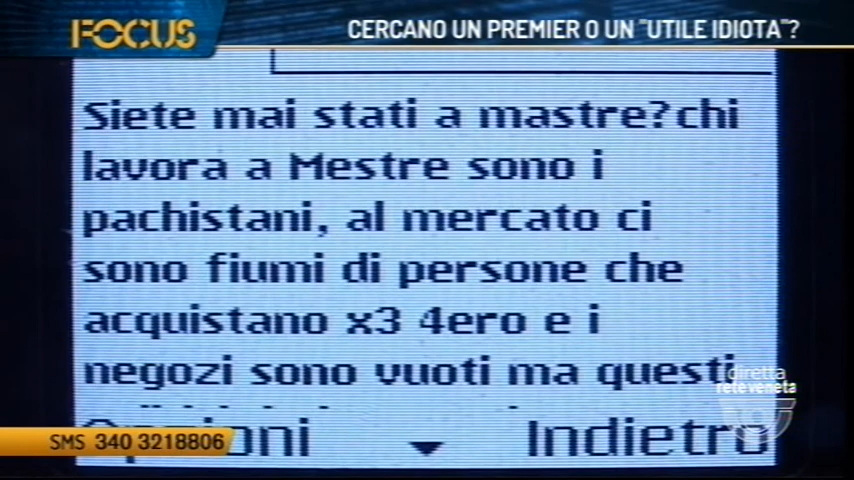 FOCUS
CERCANO UN PREMIER O UN "UTILE IDIOTA"?
Siete mai stati a mastre?chi
lavora a Mestre sono i
pachistani, al mercato ci
sono fiumi di persone che
acquistano x3 4ero e i
negozi sono vuoti ma questi
diretta
rete veneta
Indietro
SMS 340 3218806